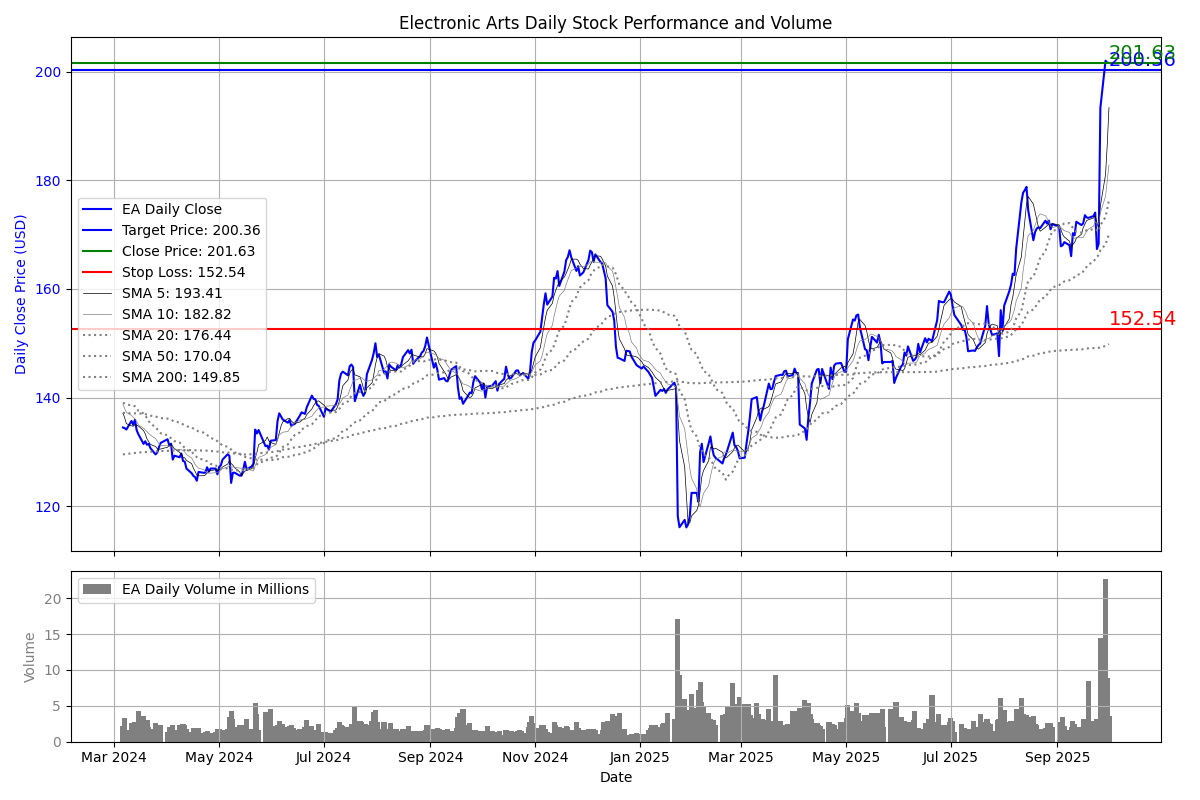 Electronic Arts Daily Stock Performance and Volume
201.63
200.36
200
180
160
140
120
Daily Close Price (USD)
EA Daily Close
Target Price: 200.36
Close Price: 201.63
Stop Loss: 152.54
SMA 5: 193.41
SMA 10: 182.82
SMA 20: 176.44
SMA 50: 170.04
SMA 200: 149.85
152.54
EA Daily Volume in Millions
20
15
10
5
0
Volume
Mar 2024 May 2024 Jul 2024 Sep 2024 Nov 2024 Jan 2025 Mar 2025 May 2025 Jul 2025 Sep 2025
Date